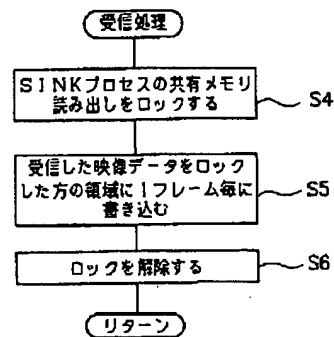 受信処理
SINKプロセスの共有メモリ
読み出しをロックする
S4
受信した映像データをロック
した方の領域に1フレーム毎に
書き込む
S5
ロックを解除する
S6
リターン